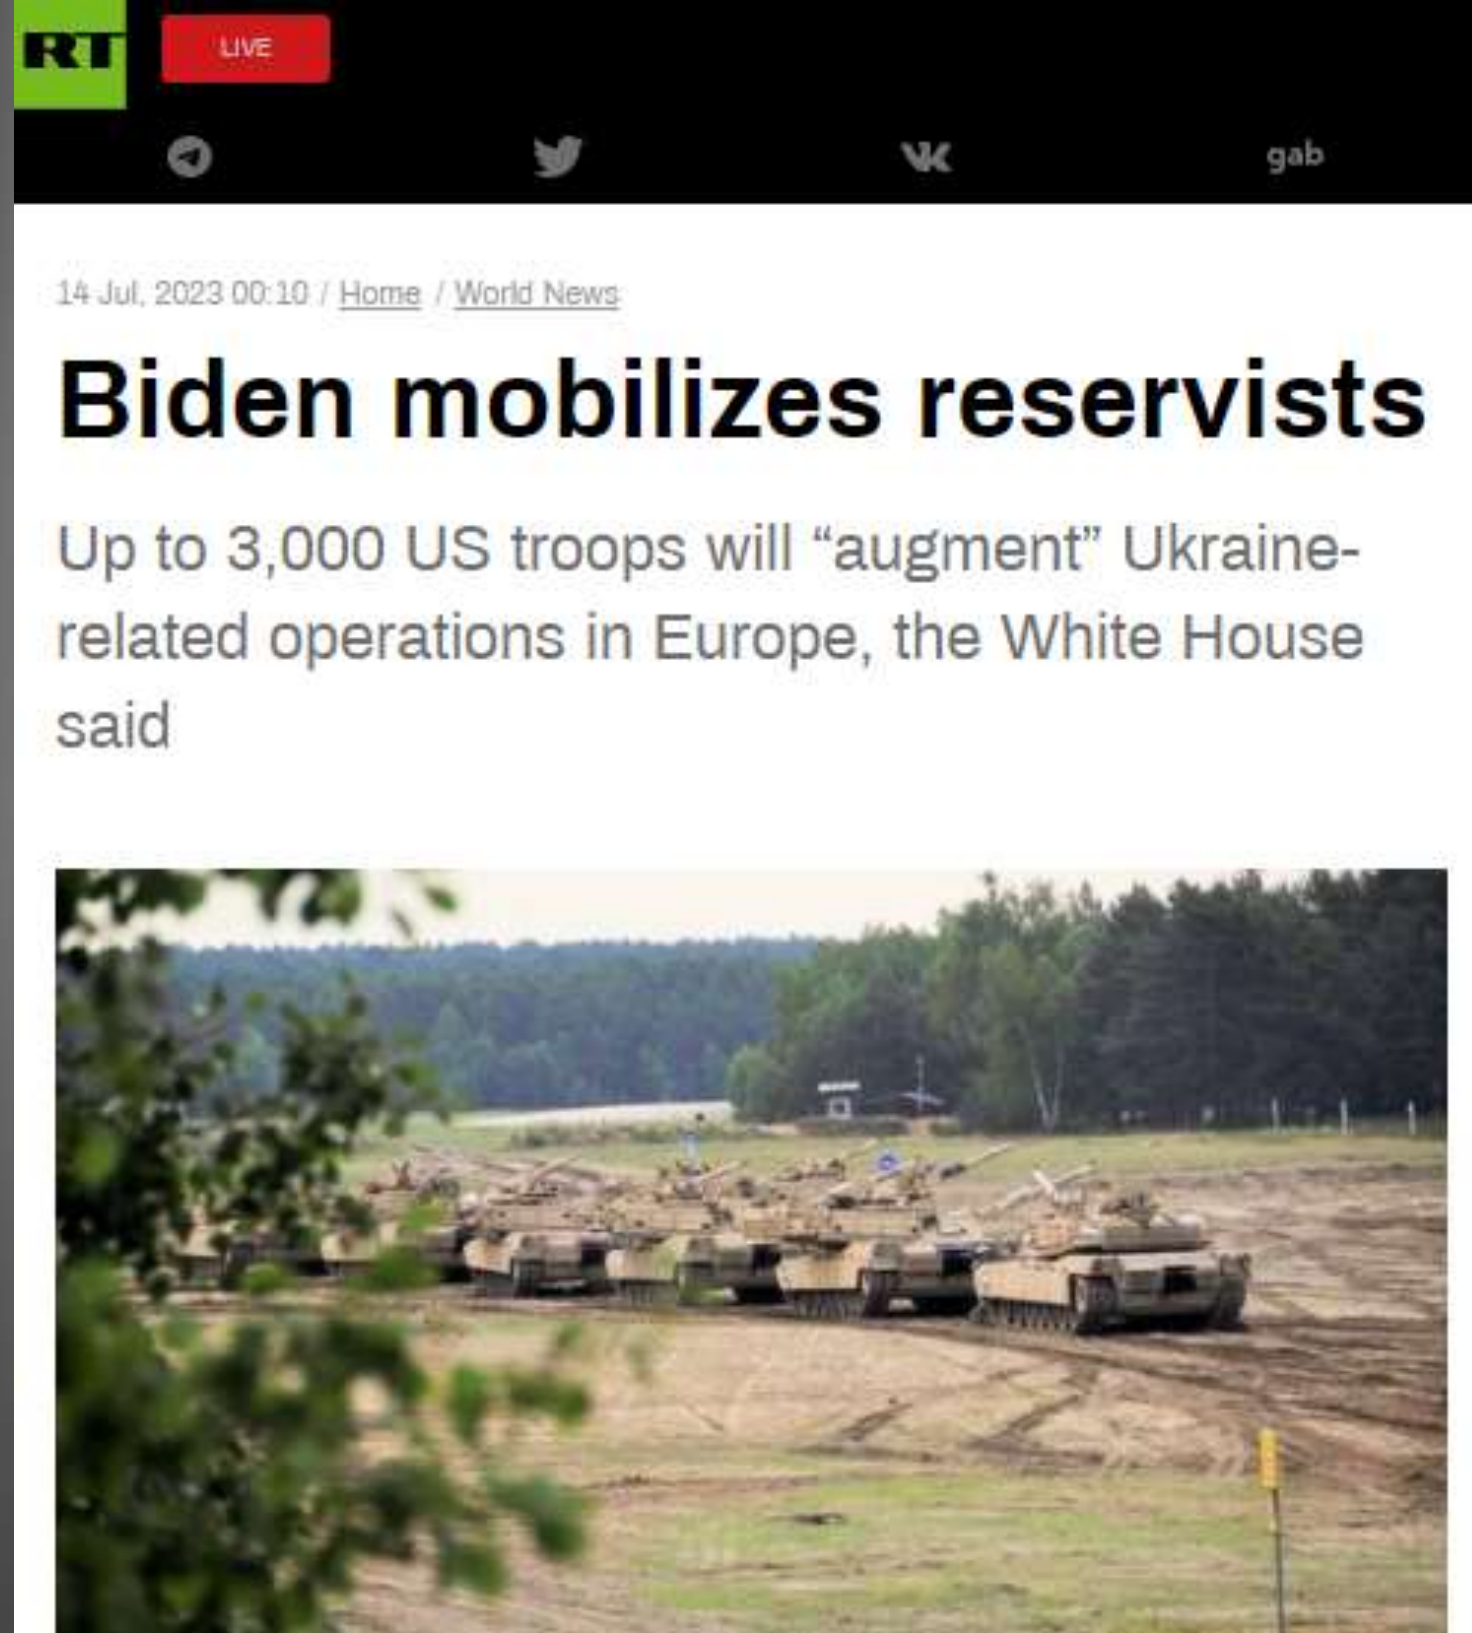 RT
LIVE
gab
14 Jul, 2023 00:10 / Home / World News
Biden mobilizes reservists
Up to 3,000 US troops will “augment” Ukraine-
related operations in Europe, the White House
said